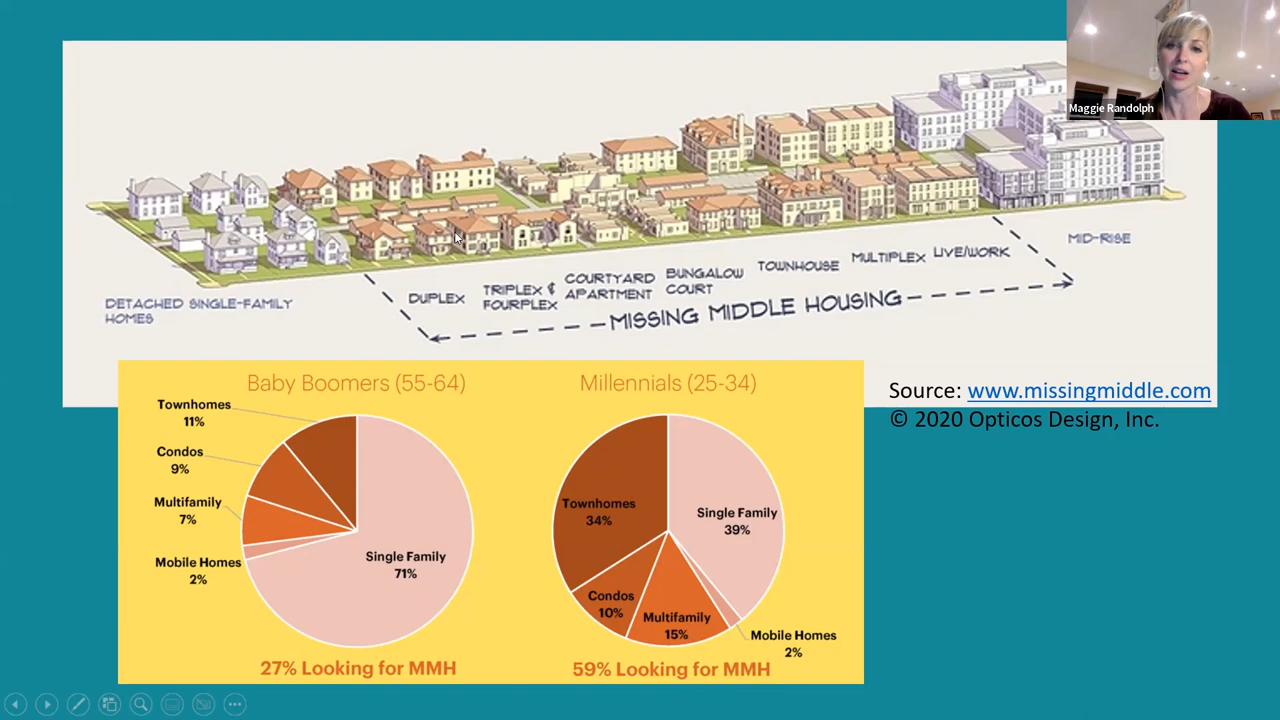 Maggie Randolph
DETACHED SINGLE-FAMILY
HOMES
DUPLEX
TRIPLEX &
FOURPLEX
COURTYARD
APARTMENT
BUNGALOW
COURT
TOWNHOUSE
MULTIPLEX
LIVE/WORK
MID-RISE
MISSING MIDDLE HOUSING
Source: www.missingmiddle.com
© 2020 Opticos Design, Inc.
Baby Boomers (55-64)
Townhomes
11%
Condos
9%
Multifamily
7%
Mobile Homes
2%
Single Family
71%
27% Looking for MMH
Millennials (25-34)
Townhomes
34%
Single Family
39%
Condos
10%
Multifamily
15%
Mobile Homes
2%
59% Looking for MMH